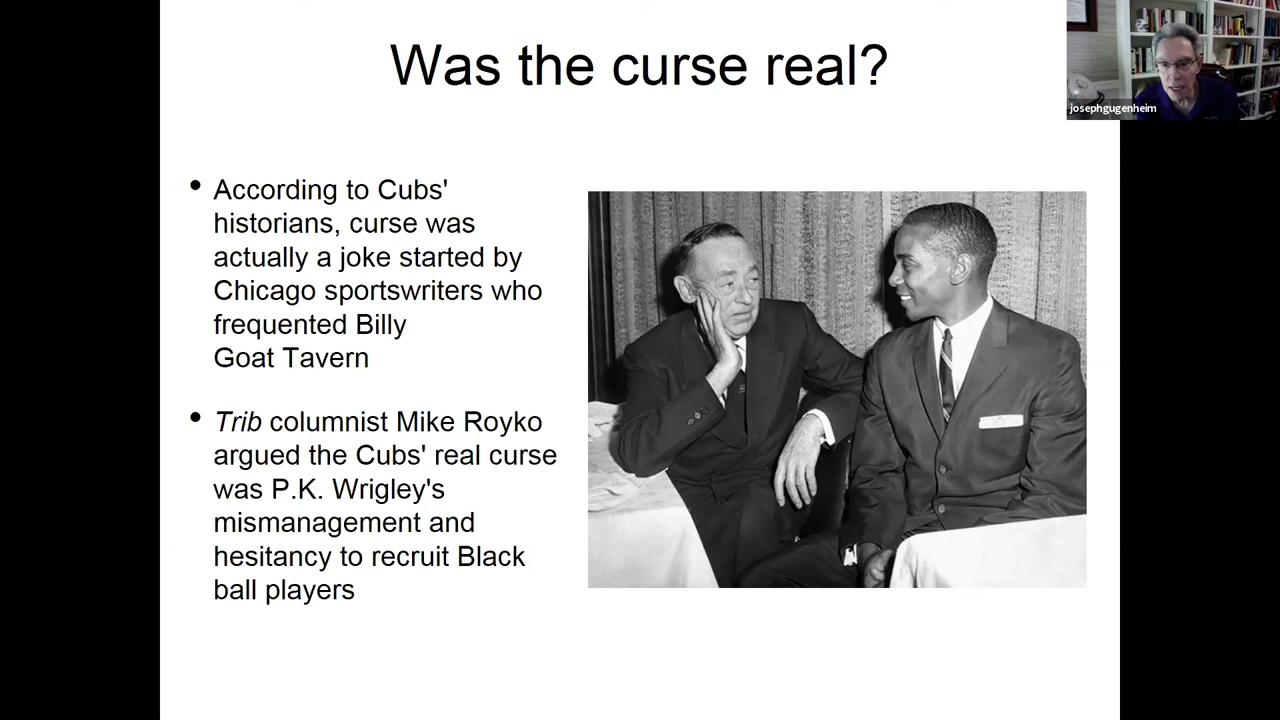 Was the curse real?
josephgugenheim
• According to Cubs'
historians, curse was
actually a joke started by
Chicago sportswriters who
frequented Billy
Goat Tavern
• Trib columnist Mike Royko
argued the Cubs' real curse
was P.K. Wrigley's
mismanagement and
hesitancy to recruit Black
ball players